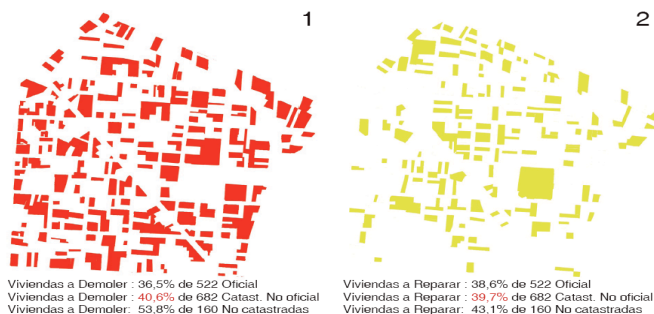 1
2
Viviendas a Demoler : 36,5% de 522 Oficial
Viviendas a Demoler : 40,6% de 682 Catast. No oficial
Viviendas a Demoler: 53,8% de 160 No catastradas
Viviendas a Reparar : 38,6% de 522 Oficial
Viviendas a Reparar : 39,7% de 682 Catast. No oficial
Viviendas a Reparar: 43,1% de 160 No catastradas